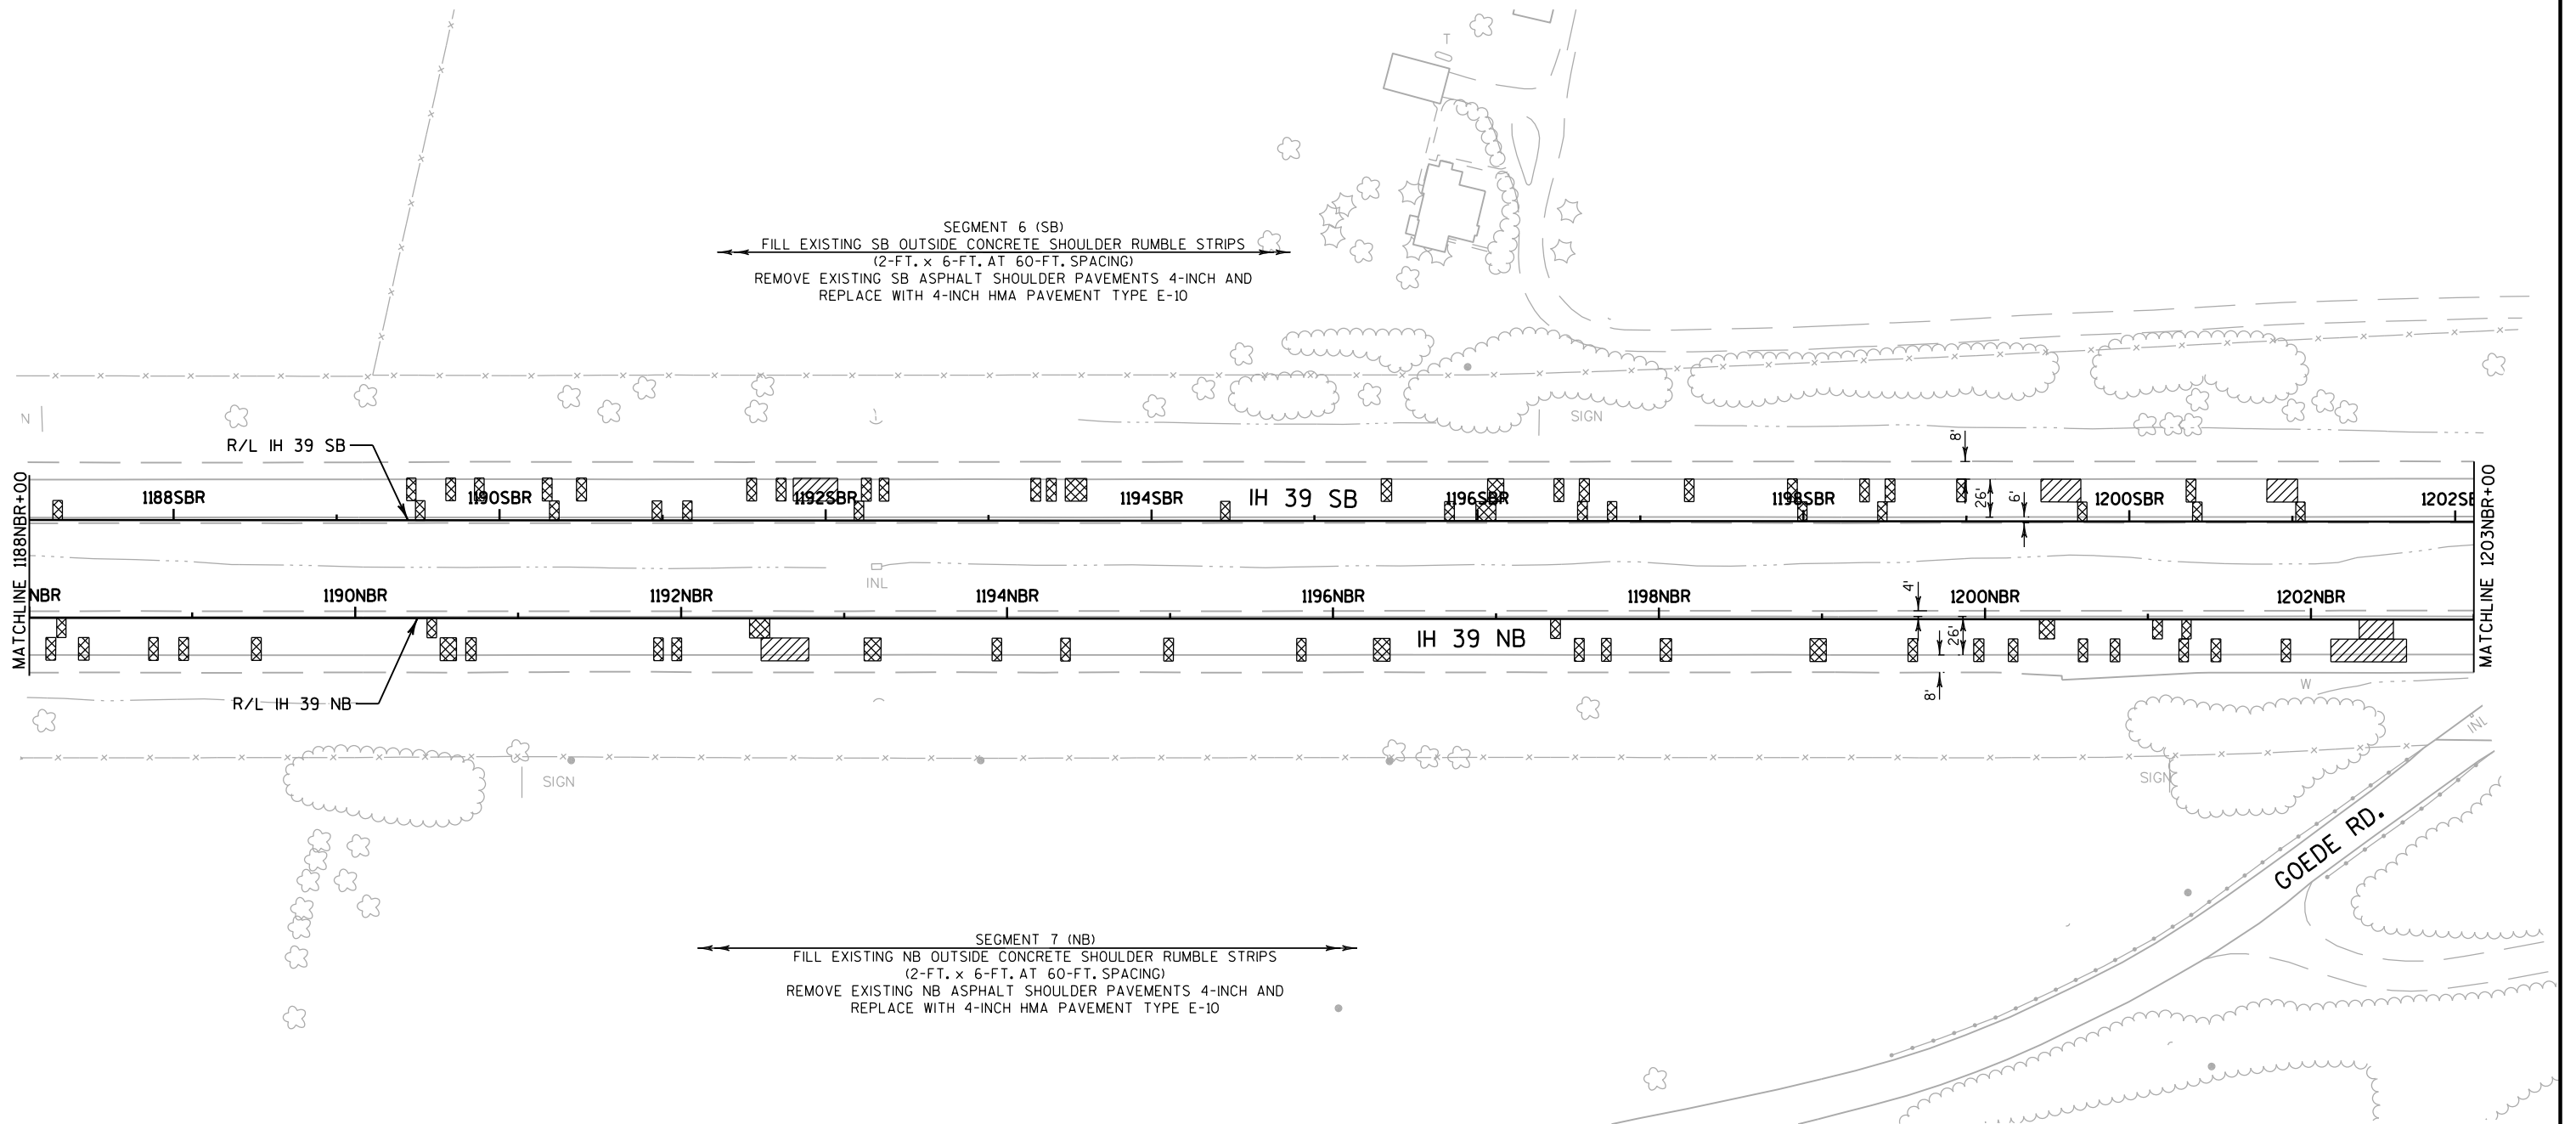 T
SEGMENT 6 (SB)
FILL EXISTING SB OUTSIDE CONCRETE SHOULDER RUMBLE STRIPS
(2-FT. x 6-FT. AT 60-FT. SPACING)
REMOVE EXISTING SB ASPHALT SHOULDER PAVEMENTS 4-INCH AND
REPLACE WITH 4-INCH HMA PAVEMENT TYPE E-10
N
SIGN
R/L IH 39 SB
8'
MATCHLINE 1188NBR+00
1188SBR
1190SBR
1192SBR
1194SBR
IH 39 SB
1196SBR
1198SBR
26'
6'
1200SBR
1202SB
MATCHLINE 1203NBR+00
INL
NBR
1190NBR
1192NBR
1194NBR
1196NBR
1198NBR
4'
1200NBR
1202NBR
IH 39 NB
26'
8'
R/L IH 39 NB
W
INL
SIGN
SIGN
GOEDE RD.
SEGMENT 7 (NB)
FILL EXISTING NB OUTSIDE CONCRETE SHOULDER RUMBLE STRIPS
(2-FT. x 6-FT. AT 60-FT. SPACING)
REMOVE EXISTING NB ASPHALT SHOULDER PAVEMENTS 4-INCH AND
REPLACE WITH 4-INCH HMA PAVEMENT TYPE E-10